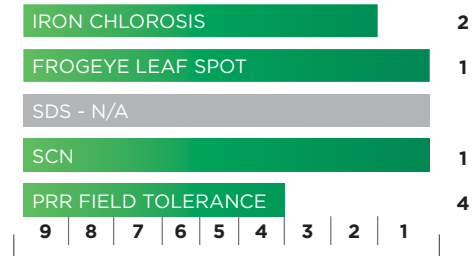 IRON CHLOROSIS 2
FROGEYE LEAF SPOT 1
SDS - N/A
SCN 1
PRR FIELD TOLERANCE 4
9 8 7 6 5 4 3 2 1